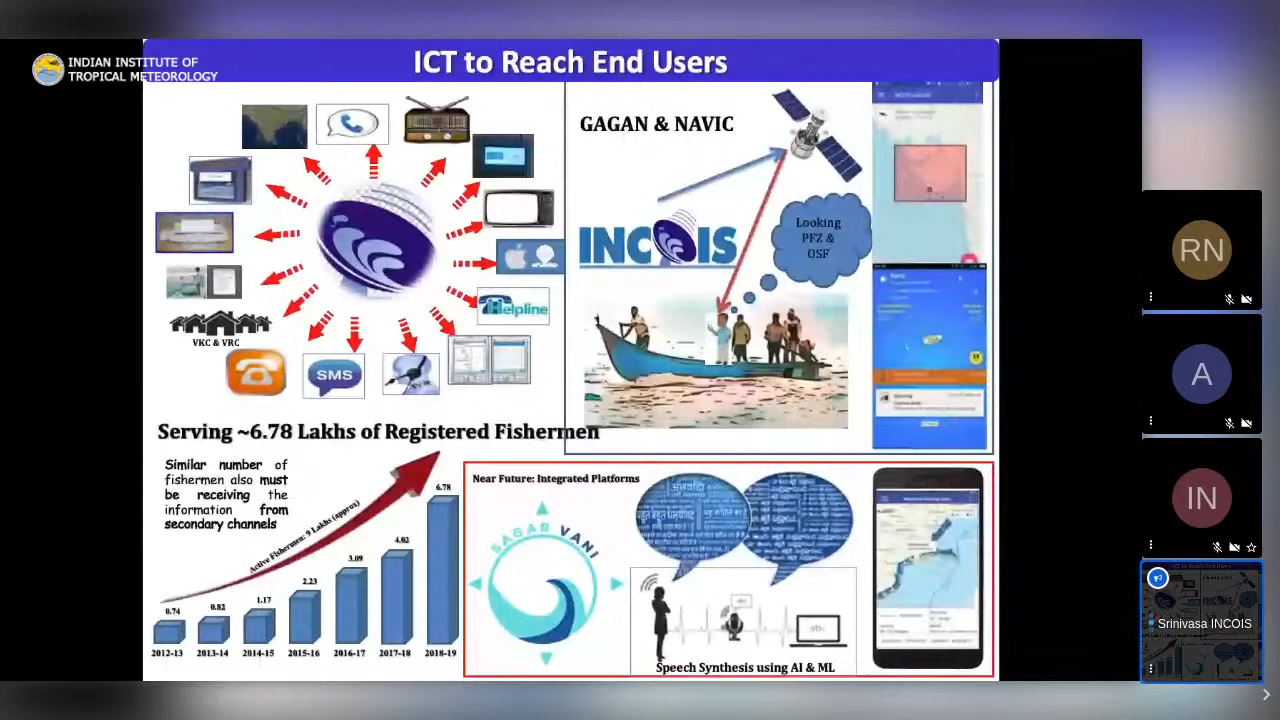 INDIAN INSTITUTE OF
TROPICAL METEOROLOGY
ICT to Reach End Users
VKC & VRC
SMS
Helpline
GAGAN & NAVIC
INCOIS
Looking
PFZ &
OSF
Serving ~6.78 Lakhs of Registered Fishermen
Similar number of
fishermen also must
be receiving the
information from
secondary channels
Active Fishermen: 9 Lakhs (approx)
0.74
0.82
1.17
2.23
3.09
4.02
6.78
2012-13
2013-14
2014-15
2015-16
2016-17
2017-18
2018-19
Near Future: Integrated Platforms
SAGAR VANI
Speech Synthesis using AI & ML
RN
A
IN
Srinivasa INCOIS